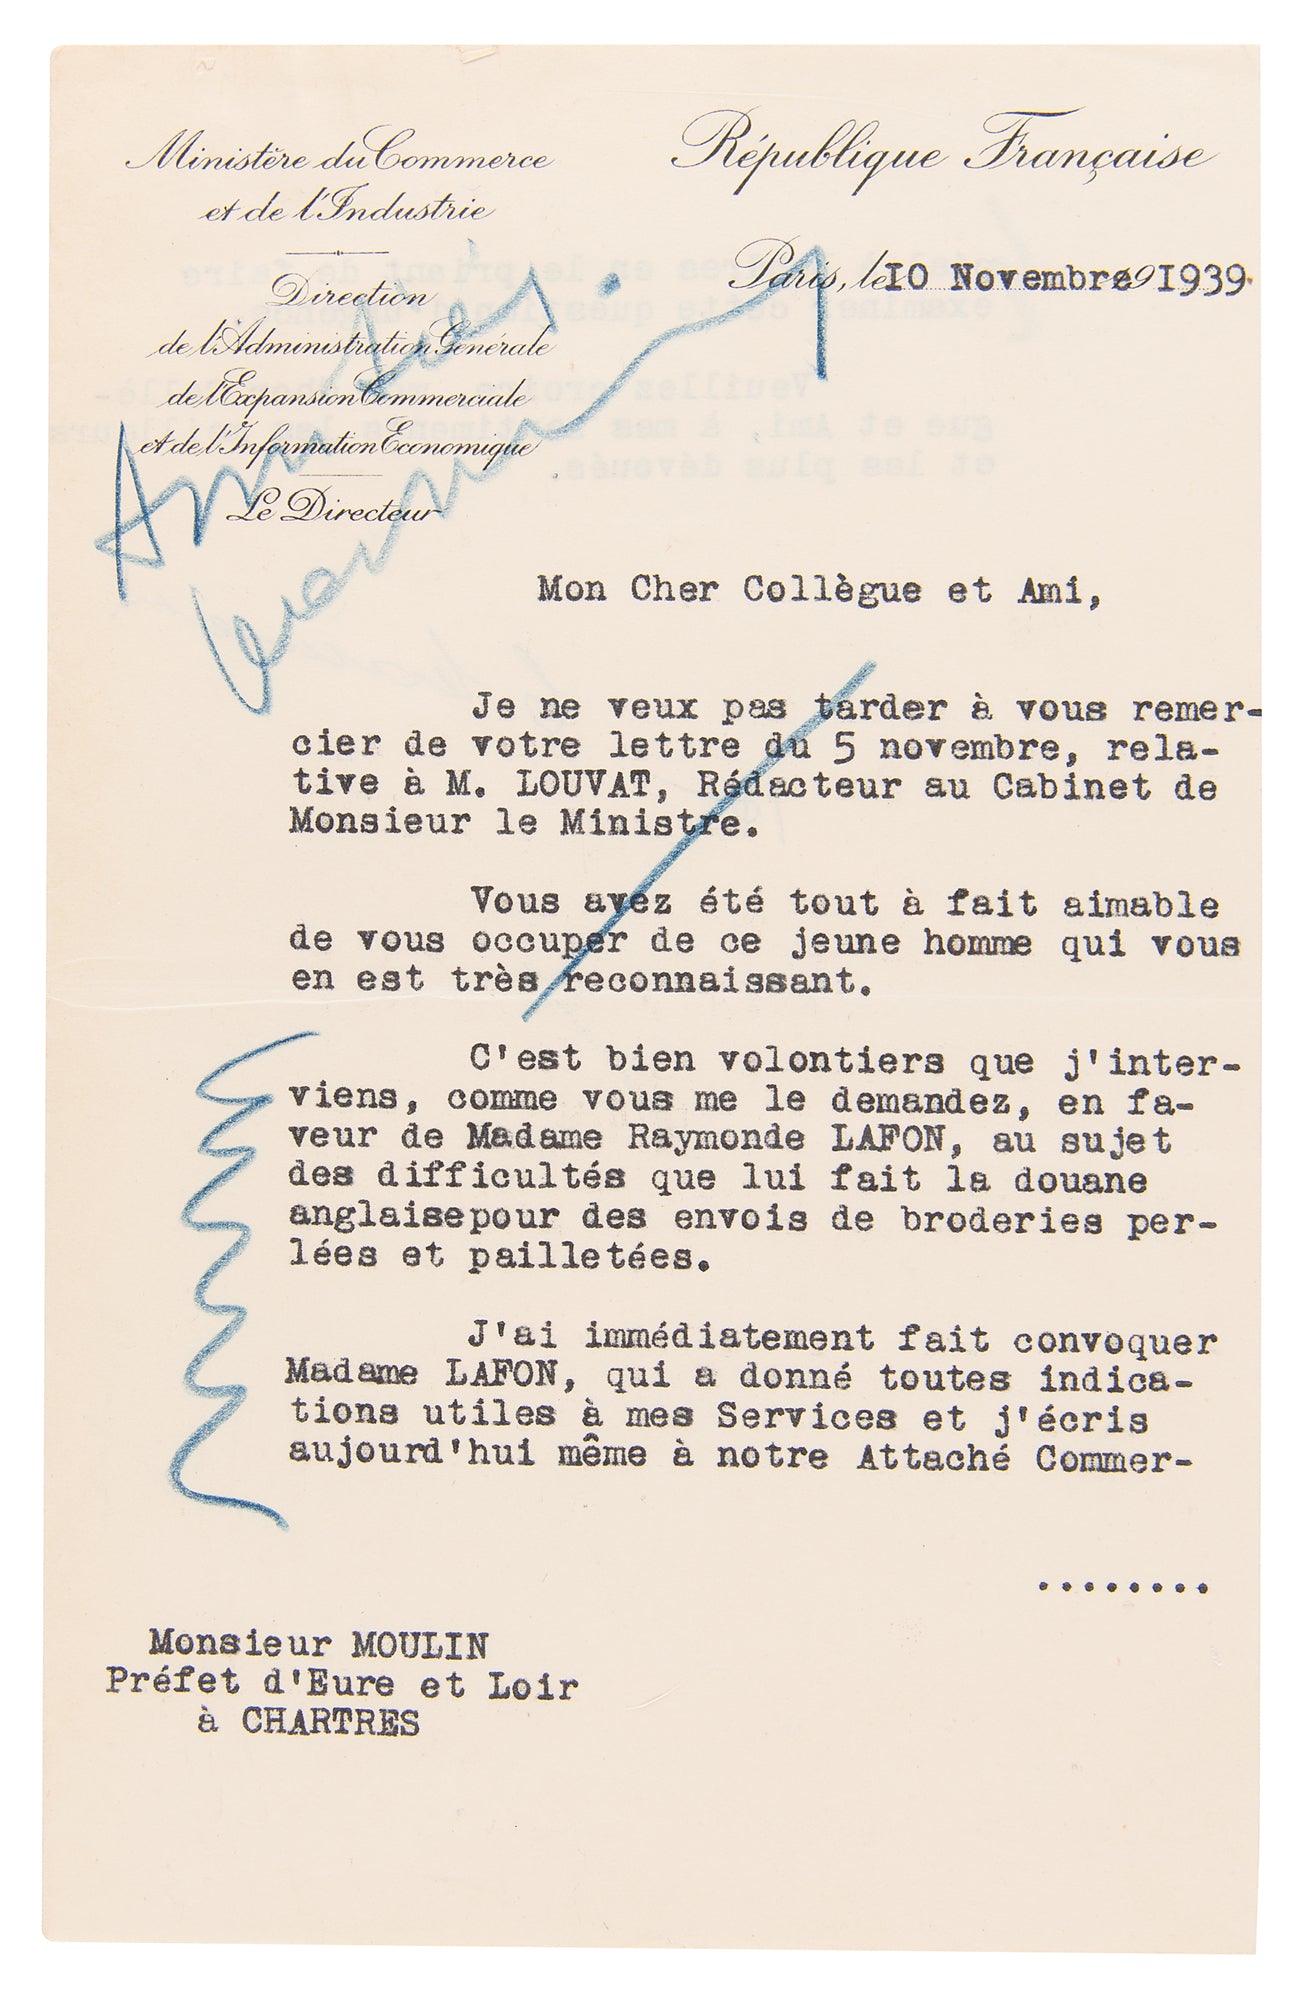 Ministère du Commerce
et de l'Industrie
Direction
de l'Administration Générale
de l'Expansion Commerciale
et de l'Information Economique
Le Directeur
République Française
Paris, le 10 Novembre 1939.
Mon Cher Collègue et Ami,
Je ne veux pas tarder à vous remer-
cier de votre lettre du 5 novembre, rela-
tive à M. LOUVAT, Rédacteur au Cabinet de
Monsieur le Ministre.
Vous avez été tout à fait aimable
de vous occuper de ce jeune homme qui vous
en est très reconnaissant.
C'est bien volontiers que j'inter-
viens, comme vous me le demandez, en fa-
veur de Madame Raymonde LAFON, au sujet
des difficultés que lui fait la douane
anglaisepour des envois de broderies per-
lées et pailletées.
J'ai immédiatement fait convoquer
Madame LAFON, qui a donné toutes indica-
tions utiles à mes Services et j'écris
aujourd'hui même à notre Attaché Commer-
........
Monsieur MOULIN
Préfet d'Eure et Loir
à CHARTRES